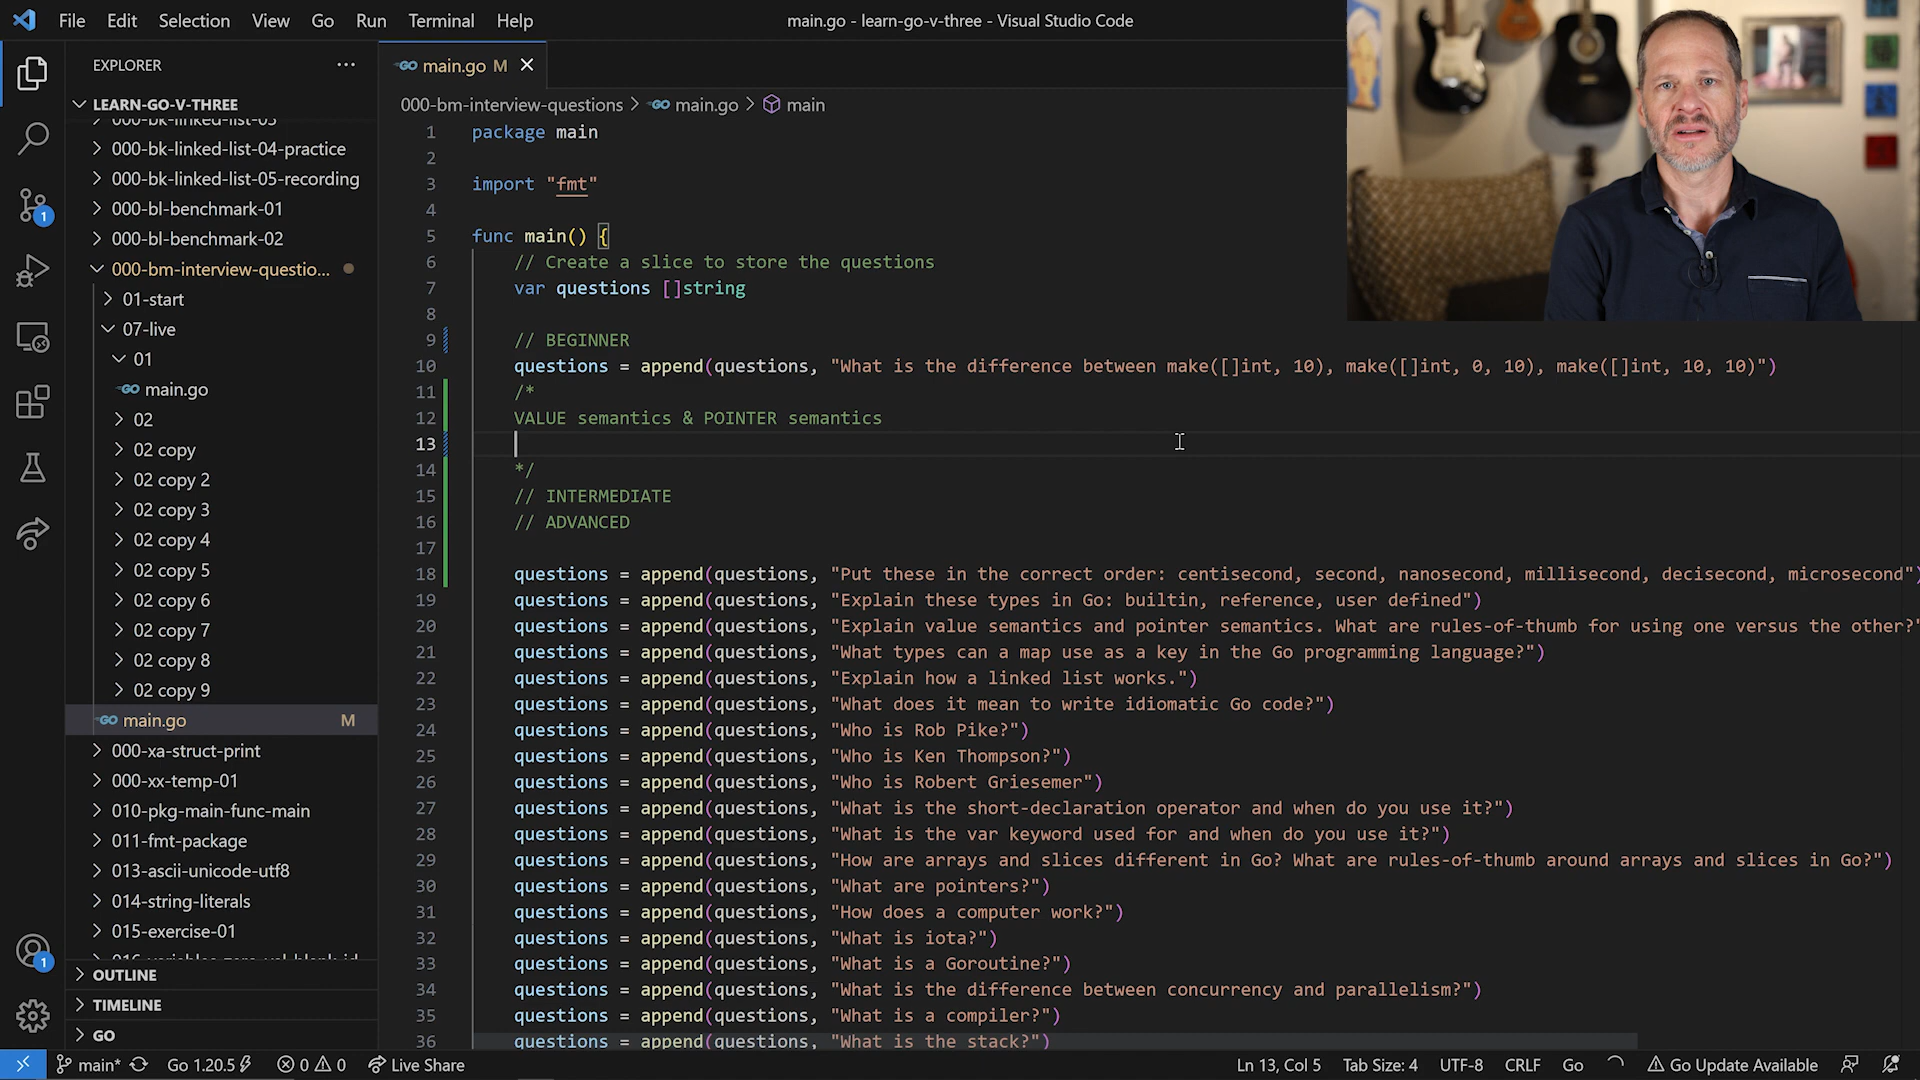 File Edit Selection View Go Run Terminal Help
main.go - learn-go-v-three - Visual Studio Code
EXPLORER
LEARN-GO-V-THREE
000-bk-linked-list-03
000-bk-linked-list-04-practice
000-bk-linked-list-05-recording
000-bl-benchmark-01
000-bl-benchmark-02
000-bm-interview-questio...
01-start
07-live
01
main.go
02
02 copy
02 copy 2
02 copy 3
02 copy 4
02 copy 5
02 copy 6
02 copy 7
02 copy 8
02 copy 9
main.go M
000-xa-struct-print
000-xx-temp-01
010-pkg-main-func-main
011-fmt-package
013-ascii-unicode-utf8
014-string-literals
015-exercise-01
OUTLINE
TIMELINE
GO
1
1
main.go M
000-bm-interview-questions > main.go > main
1 package main
2
3 import "fmt"
4
5 func main() {
6 // Create a slice to store the questions
7 var questions []string
8
9 // BEGINNER
10 questions = append(questions, "What is the difference between make([]int, 10), make([]int, 0, 10), make([]int, 10, 10)")
11 /*
12 VALUE semantics & POINTER semantics
13
14 */
15 // INTERMEDIATE
16 // ADVANCED
17
18 questions = append(questions, "Put these in the correct order: centisecond, second, nanosecond, millisecond, decisecond, microsecond")
19 questions = append(questions, "Explain these types in Go: builtin, reference, user defined")
20 questions = append(questions, "Explain value semantics and pointer semantics. What are rules-of-thumb for using one versus the other?"
21 questions = append(questions, "What types can a map use as a key in the Go programming language?")
22 questions = append(questions, "Explain how a linked list works.")
23 questions = append(questions, "What does it mean to write idiomatic Go code?")
24 questions = append(questions, "Who is Rob Pike?")
25 questions = append(questions, "Who is Ken Thompson?")
26 questions = append(questions, "Who is Robert Griesemer")
27 questions = append(questions, "What is the short-declaration operator and when do you use it?")
28 questions = append(questions, "What is the var keyword used for and when do you use it?")
29 questions = append(questions, "How are arrays and slices different in Go? What are rules-of-thumb around arrays and slices in Go?")
30 questions = append(questions, "What are pointers?")
31 questions = append(questions, "How does a computer work?")
32 questions = append(questions, "What is iota?")
33 questions = append(questions, "What is a Goroutine?")
34 questions = append(questions, "What is the difference between concurrency and parallelism?")
35 questions = append(questions, "What is a compiler?")
36 questions = append(questions, "What is the stack?")
main* Go 1.20.5 0 0 Live Share
Ln 13, Col 5 Tab Size: 4 UTF-8 CRLF Go Go Update Available